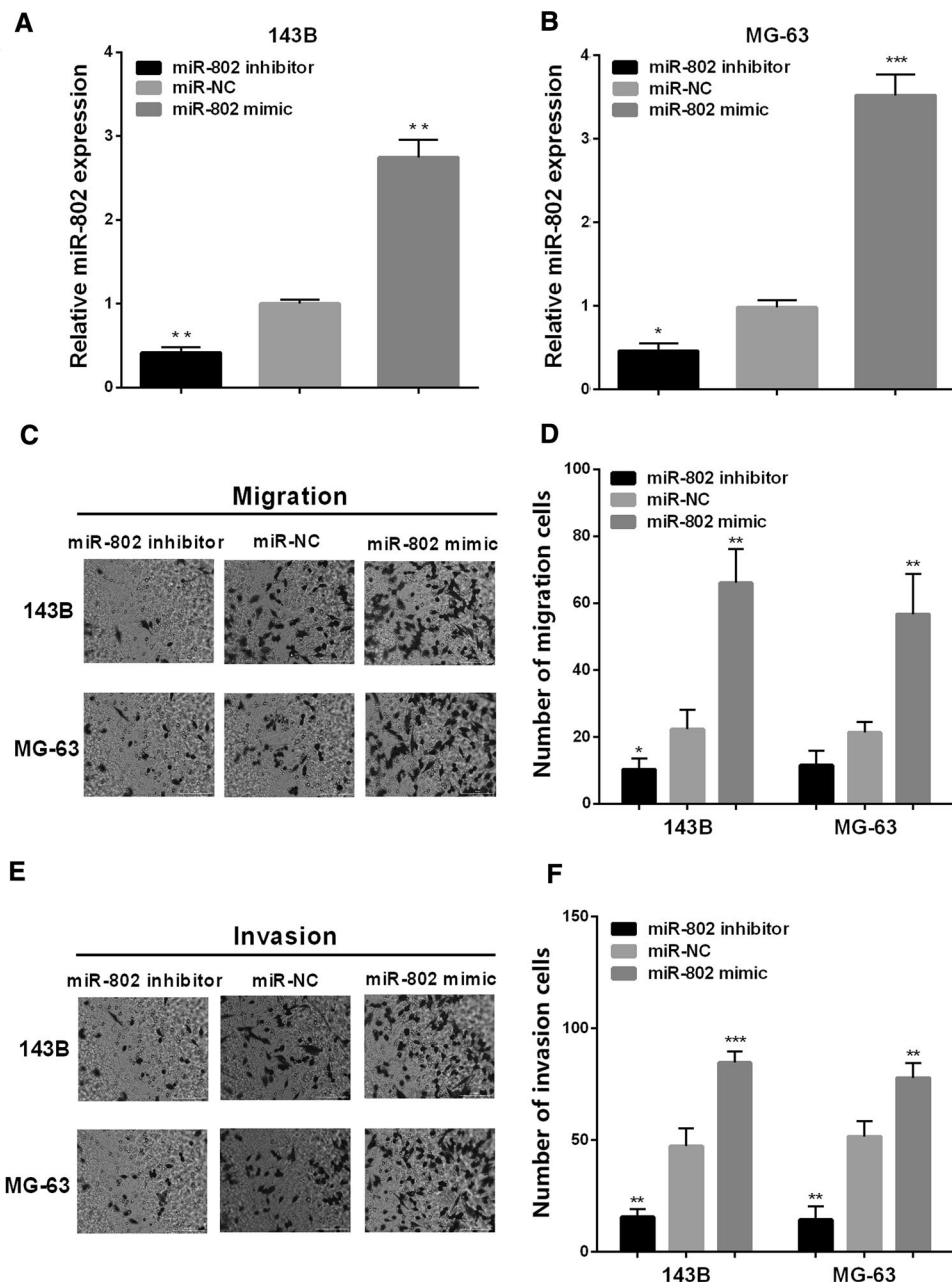 A
143B
Relative miR-802 expression
4
3
2
1
0
miR-802 inhibitor
miR-NC
miR-802 mimic
* *
* *
B
MG-63
Relative miR-802 expression
4
3
2
1
0
miR-802 inhibitor
miR-NC
miR-802 mimic
*
***
C
Migration
miR-802 inhibitor
miR-NC
miR-802 mimic
143B
MG-63
D
Number of migration cells
100
80
60
40
20
0
miR-802 inhibitor
miR-NC
miR-802 mimic
*
**
**
143B
MG-63
E
Invasion
miR-802 inhibitor
miR-NC
miR-802 mimic
143B
MG-63
F
Number of invasion cells
150
100
50
0
miR-802 inhibitor
miR-NC
miR-802 mimic
**
***
**
**
143B
MG-63